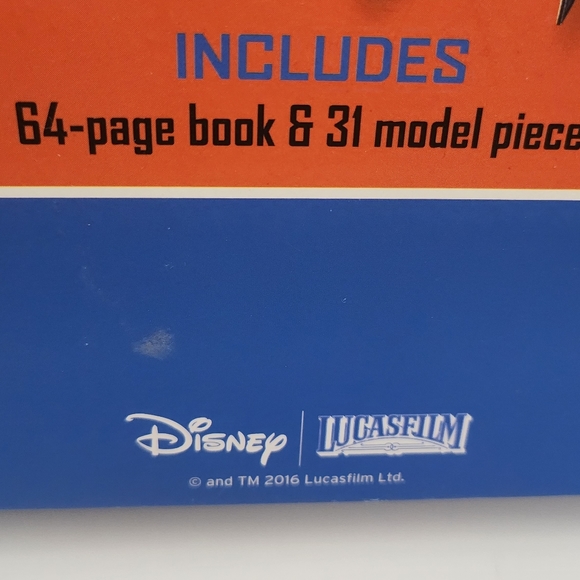 INCLUDES
64-page book & 31 model piece
Disney | LUCASFILM
© and TM 2016 Lucasfilm Ltd.